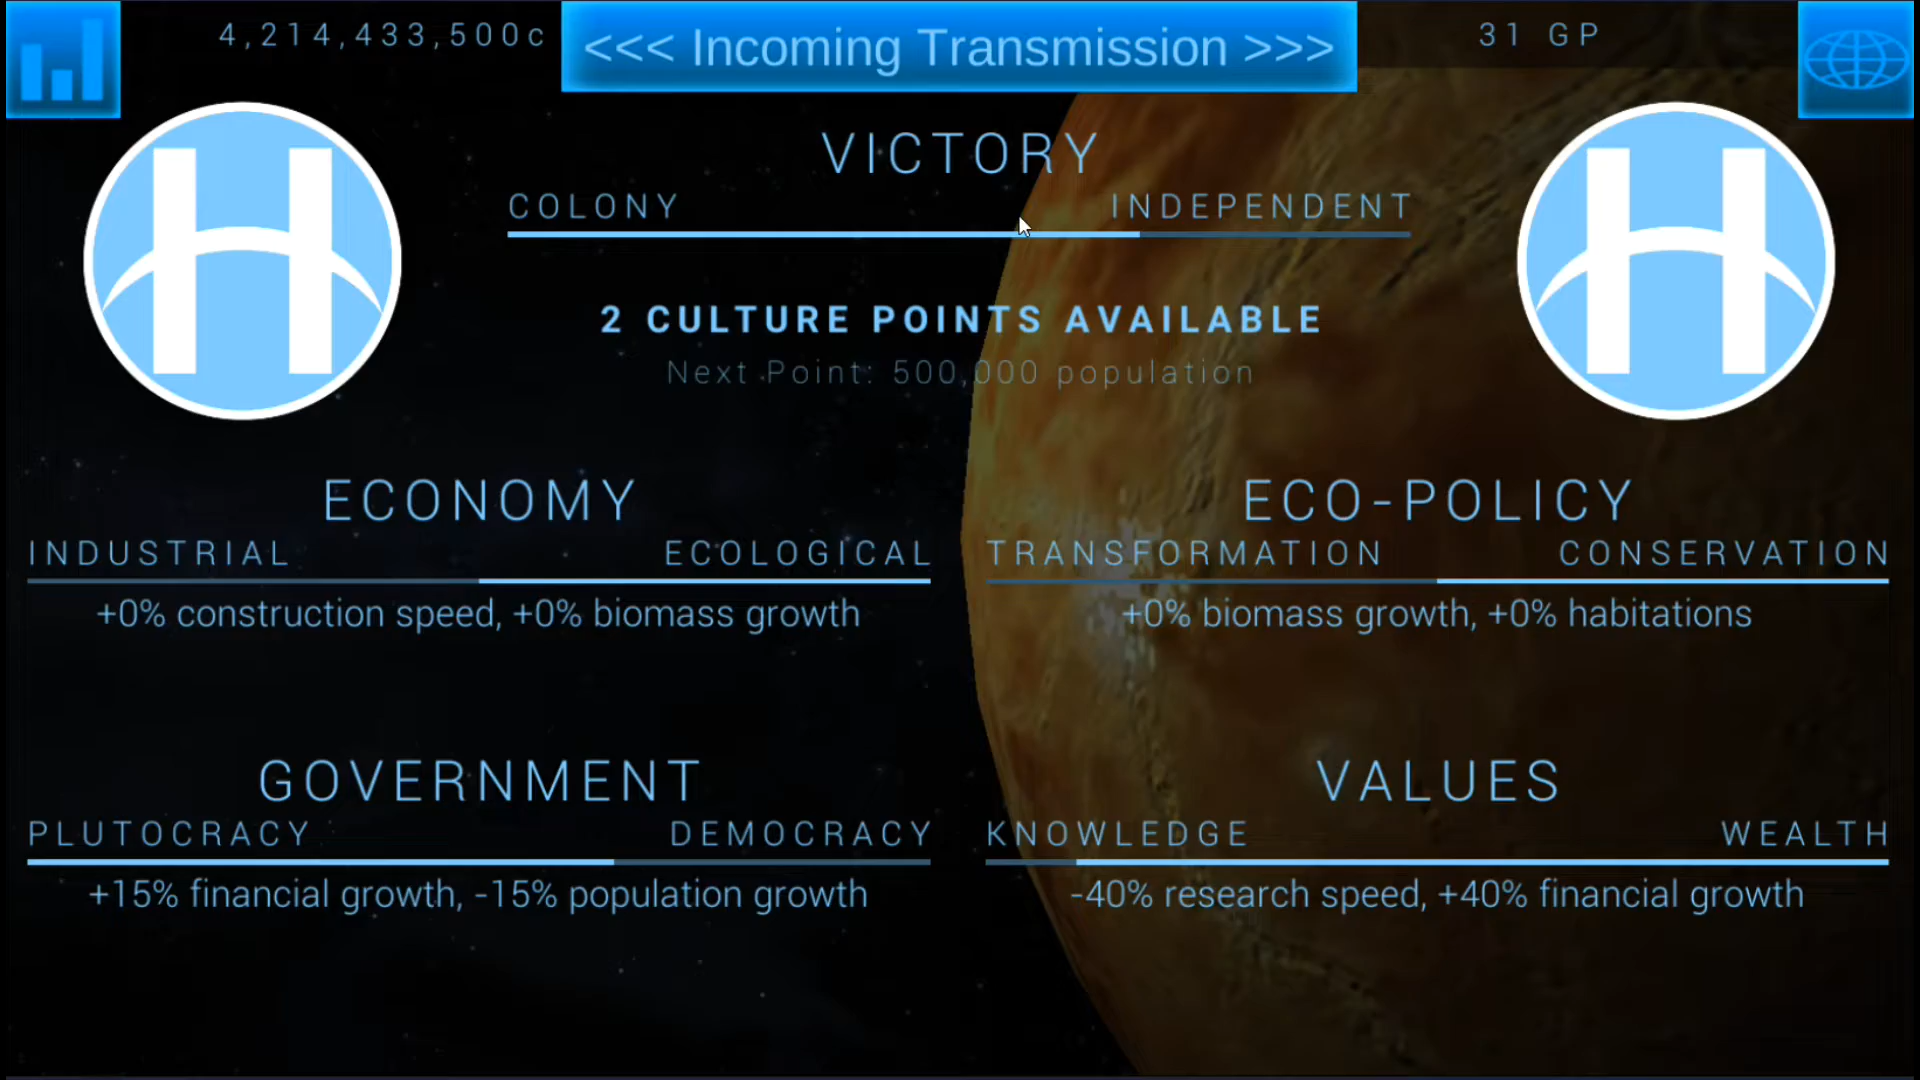 4,214,433,500c
<<< Incoming Transmission >>>
31 GP
VICTORY
COLONY
INDEPENDENT
2 CULTURE POINTS AVAILABLE
Next Point: 500,000 population
H
H
ECONOMY
INDUSTRIAL
ECOLOGICAL
+0% construction speed, +0% biomass growth
ECO-POLICY
TRANSFORMATION
CONSERVATION
+0% biomass growth, +0% habitations
GOVERNMENT
PLUTOCRACY
DEMOCRACY
+15% financial growth, -15% population growth
VALUES
KNOWLEDGE
WEALTH
-40% research speed, +40% financial growth